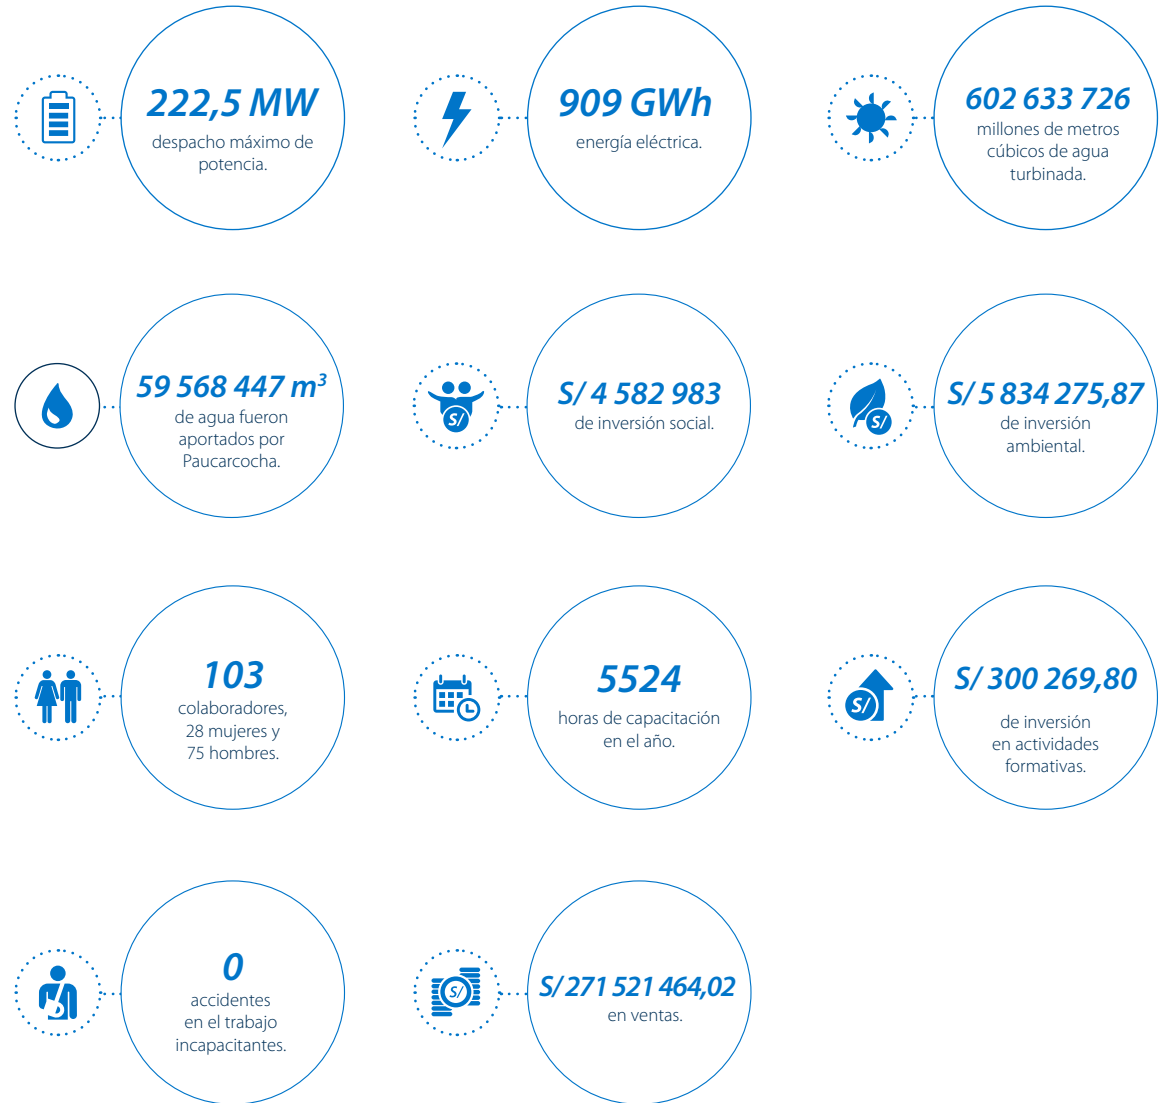 222,5 MW
despacho máximo de
potencia.
909 GWh
energía eléctrica.
602 633 726
millones de metros
cúbicos de agua
turbinada.
59 568 447 m³
de agua fueron
aportados por
Paucarcocha.
S/
S/ 4 582 983
de inversión social.
S/
S/ 5 834 275,87
de inversión
ambiental.
103
colaboradores,
28 mujeres y
75 hombres.
5524
horas de capacitación
en el año.
S/
S/ 300 269,80
de inversión
en actividades
formativas.
0
accidentes
en el trabajo
incapacitantes.
S/
S/ 271 521 464,02
en ventas.